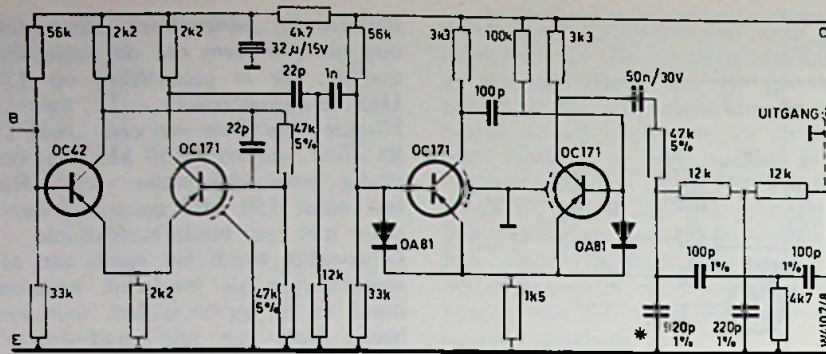 56k
2k2
2k2
4k7
32μ/15v
56k
3k3
100k
3k3
C
22p
1n
100p
50n/30V
B
UITGANG
OC42
OC171
22p
47k
5%
OC171
OC171
47k
5%
12k
12k
OA81
OA81
100p
1%
100p
1%
33k
2k2
47k
5%
12k
33k
1k5
4k7
E
*
920p
1%
220p
1%